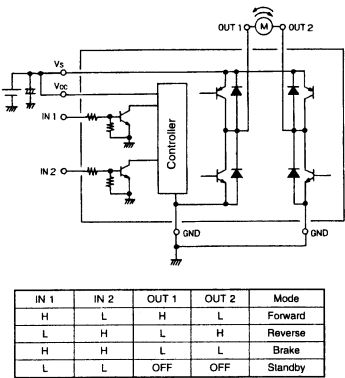 OUT 1 M OUT 2
Vs
Vcc
IN 1
IN 2
Controller
GND GND
IN 1 IN 2 OUT 1 OUT 2 Mode
H L H L Forward
L H L H Reverse
H H L L Brake
L L OFF OFF Standby